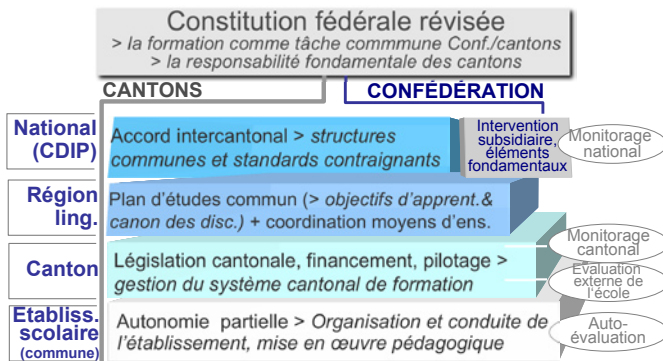 Constitution fédérale révisée
> la formation comme tâche commmune Conf./cantons
> la responsabilité fondamentale des cantons
CANTONS
CONFÉDÉRATION
National
(CDIP)
Accord intercantonal > structures
communes et standards contraignants
Intervention
subsidiaire,
éléments
fondamentaux
Monitorage
national
Région
ling.
Plan d'études commun (> objectifs d'apprent.&
canon des disc.) + coordination moyens d'ens.
Canton
Législation cantonale, financement, pilotage >
gestion du système cantonal de formation
Monitorage
cantonal
Evaluation
externe de
l'école
Etabliss.
scolaire
(commune)
Autonomie partielle > Organisation et conduite de
l'établissement, mise en œuvre pédagogique
Auto-
évaluation